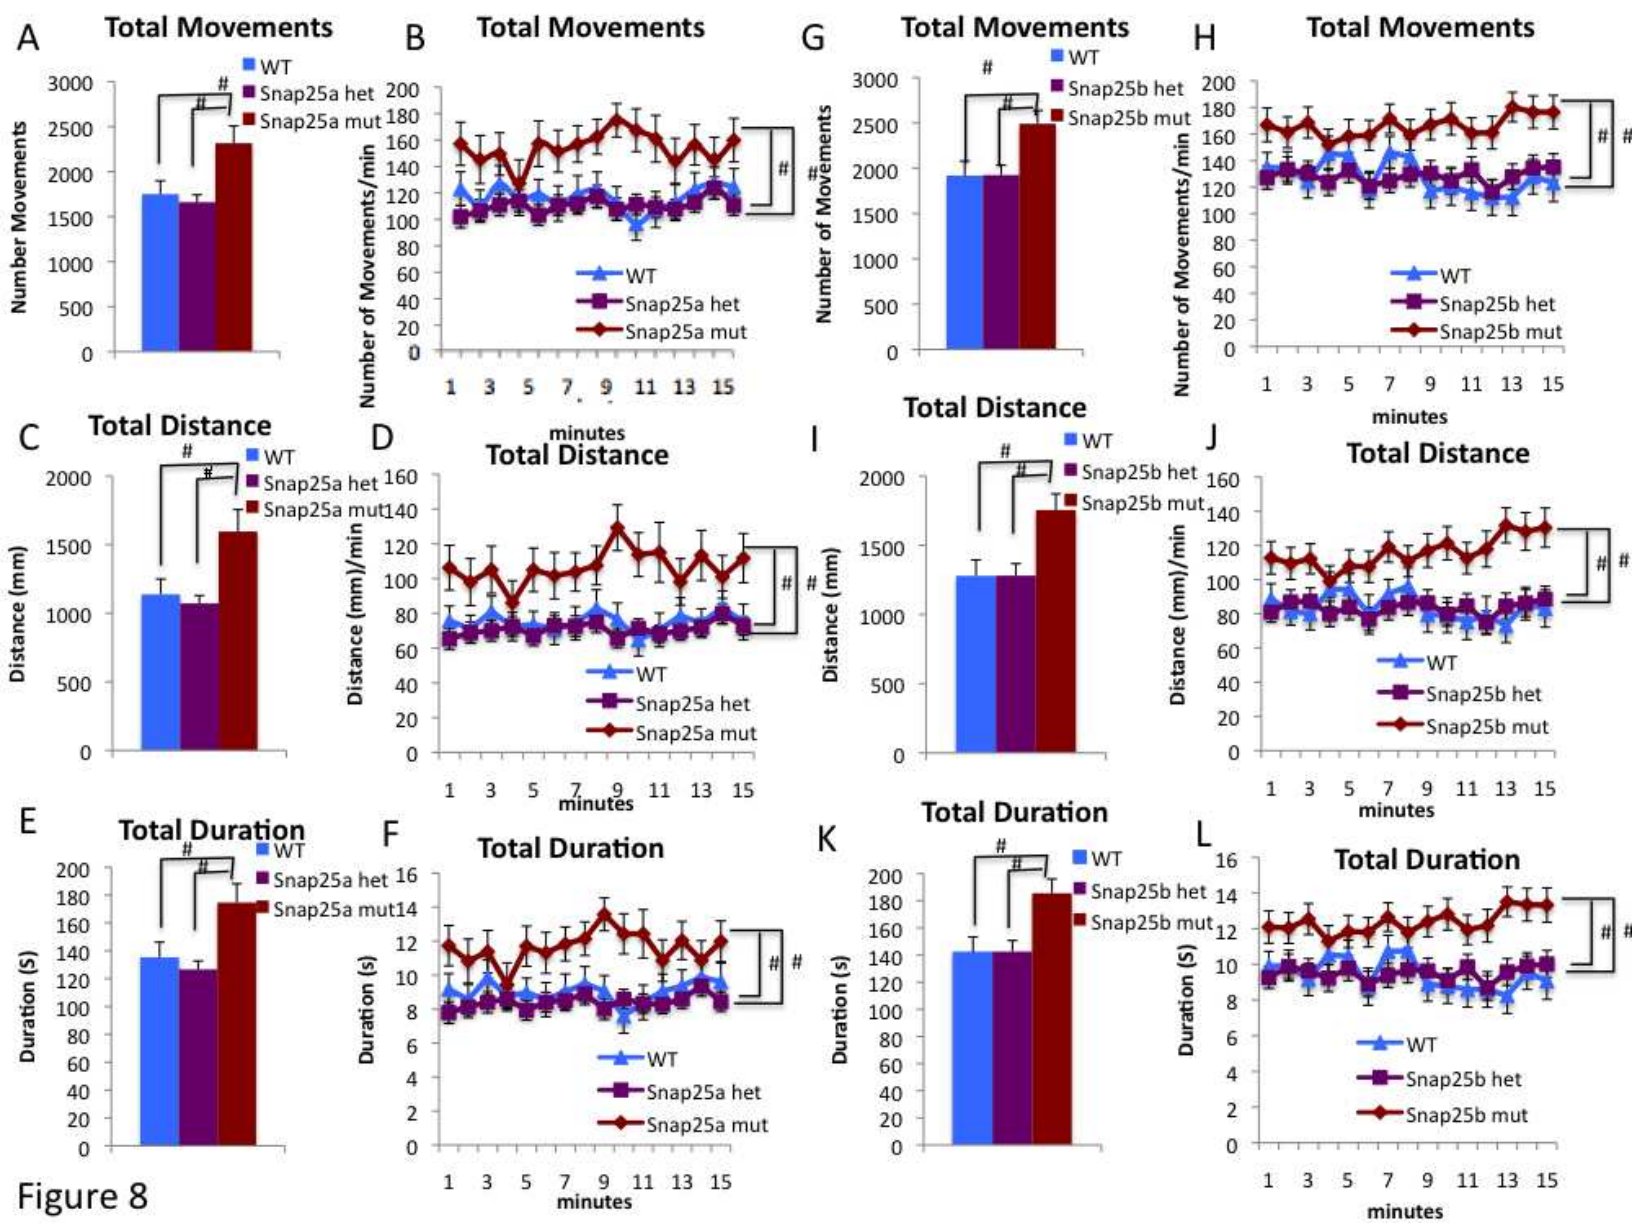 A
Total Movements
WT
Snap25a het
Snap25a mut
#
#
3000
2500
2000
1500
1000
500
0
Number Movements
B
Total Movements
200
180
160
140
120
100
80
60
40
20
0
Number of Movements/min
WT
Snap25a het
Snap25a mut
# #
1 3 5 7 9 11 13 15
minutes
G
Total Movements
WT
Snap25b het
Snap25b mut
#
#
3000
2500
2000
1500
1000
500
0
Number of Movements
H
Total Movements
200
180
160
140
120
100
80
60
40
20
0
Number of Movements/min
WT
Snap25b het
Snap25b mut
# #
1 3 5 7 9 11 13 15
minutes
C
Total Distance
WT
Snap25a het
Snap25a mut
#
#
2000
1500
1000
500
0
Distance (mm)
D
Total Distance
160
140
120
100
80
60
40
20
0
Distance (mm)/min
WT
Snap25a het
Snap25a mut
# #
1 3 5 7 9 11 13 15
minutes
I
Total Distance
WT
Snap25b het
Snap25b mut
#
#
2000
1500
1000
500
0
Distance (mm)
J
Total Distance
160
140
120
100
80
60
40
20
0
Distance (mm)/min
WT
Snap25b het
Snap25b mut
# #
1 3 5 7 9 11 13 15
minutes
E
Total Duration
WT
Snap25a het
Snap25a mut
#
#
200
180
160
140
120
100
80
60
40
20
0
Duration (S)
F
Total Duration
16
14
12
10
8
6
4
2
0
Duration (s)
WT
Snap25a het
Snap25a mut
# #
1 3 5 7 9 11 13 15
minutes
K
Total Duration
WT
Snap25b het
Snap25b mut
#
#
200
180
160
140
120
100
80
60
40
20
0
Duration (s)
L
Total Duration
16
14
12
10
8
6
4
2
0
Duration (S)
WT
Snap25b het
Snap25b mut
# #
1 3 5 7 9 11 13 15
minutes
Figure 8